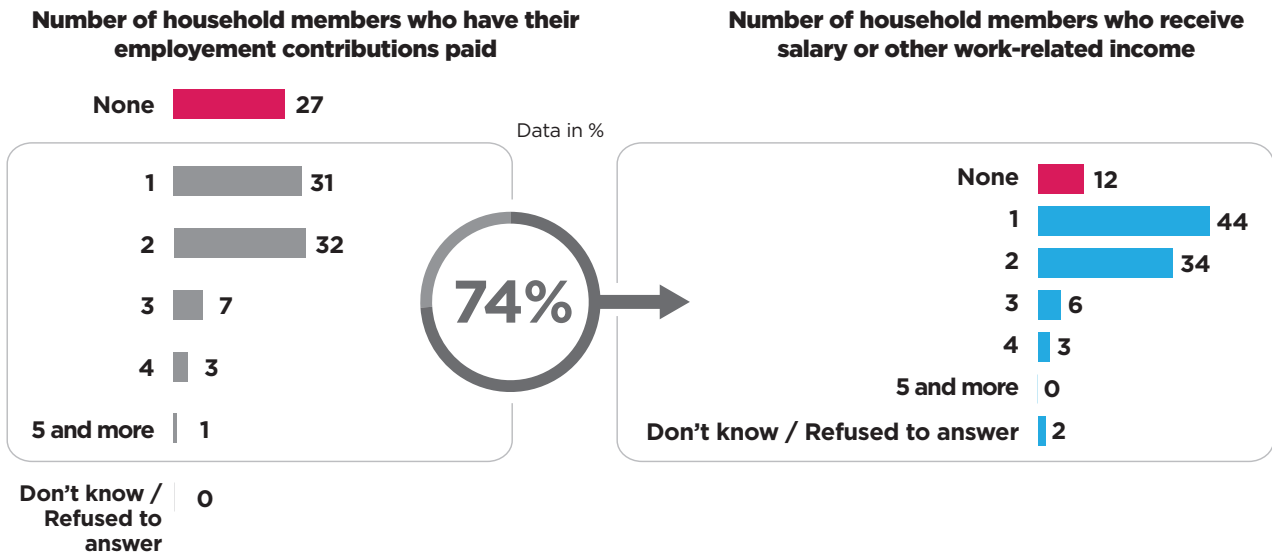 Number of household members who have their
employement contributions paid
None 27
1 31
2 32
3 7
4 3
5 and more 1
Don’t know /
Refused to
answer
0
Data in %
74%
Number of household members who receive
salary or other work-related income
None 12
1 44
2 34
3 6
4 3
5 and more 0
Don’t know / Refused to answer 2